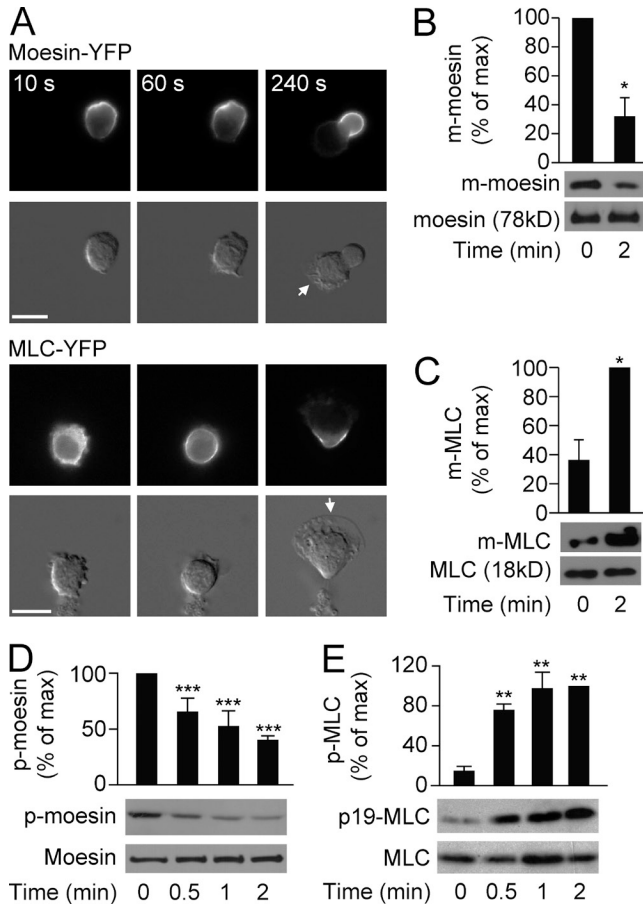 A
Moesin-YFP
10 s 60 s 240 s
MLC-YFP
B
m-moesin
(% of max)
100
80
60
40
20
0
*
m-moesin
moesin (78kD)
Time (min) 0 2
C
m-MLC
(% of max)
100
80
60
40
20
0
*
m-MLC
MLC (18kD)
Time (min) 0 2
D
p-moesin
(% of max)
100
50
0
*** *** ***
p-moesin
Moesin
Time (min) 0 0.5 1 2
E
p-MLC
(% of max)
120
80
40
0
** ** **
p19-MLC
MLC
Time (min) 0 0.5 1 2